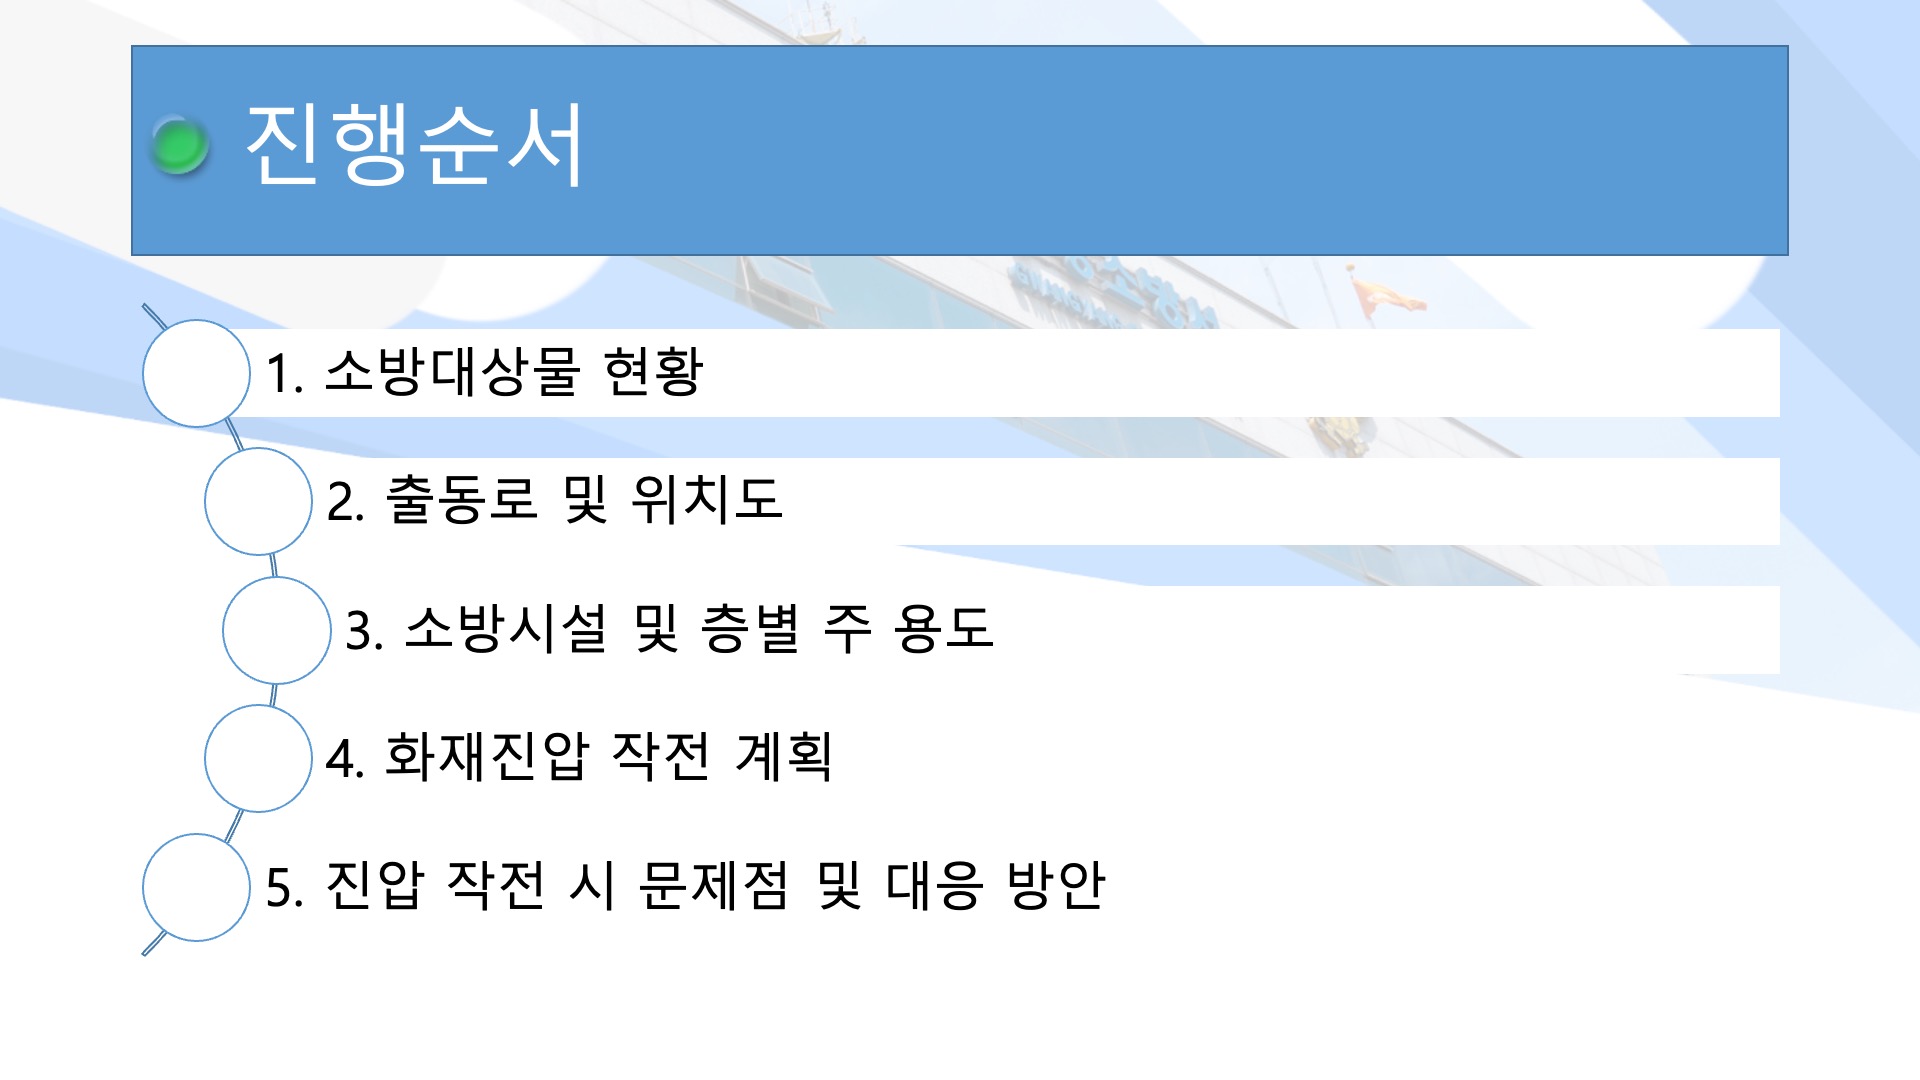 진행순서
1. 소방대상물 현황
2. 출동로 및 위치도
3. 소방시설 및 층별 주 용도
4. 화재진압 작전 계획
5. 진압 작전 시 문제점 및 대응 방안